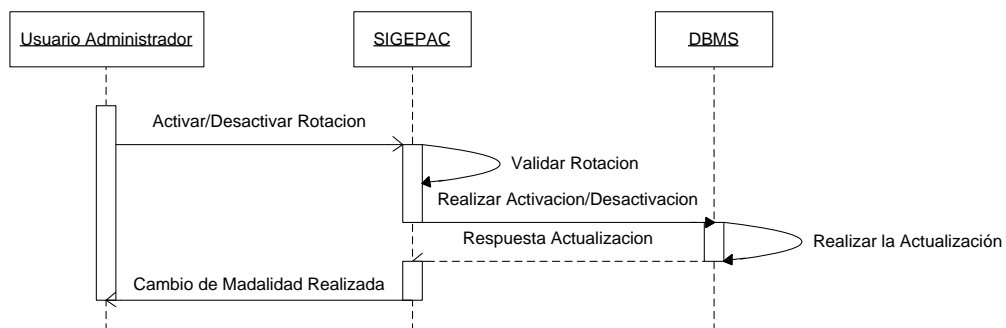 Usuario Administrador
SIGEPAC
DBMS
Activar/Desactivar Rotacion
Validar Rotacion
Realizar Activacion/Desactivacion
Respuesta Actualizacion
Realizar la Actualización
Cambio de Madalidad Realizada